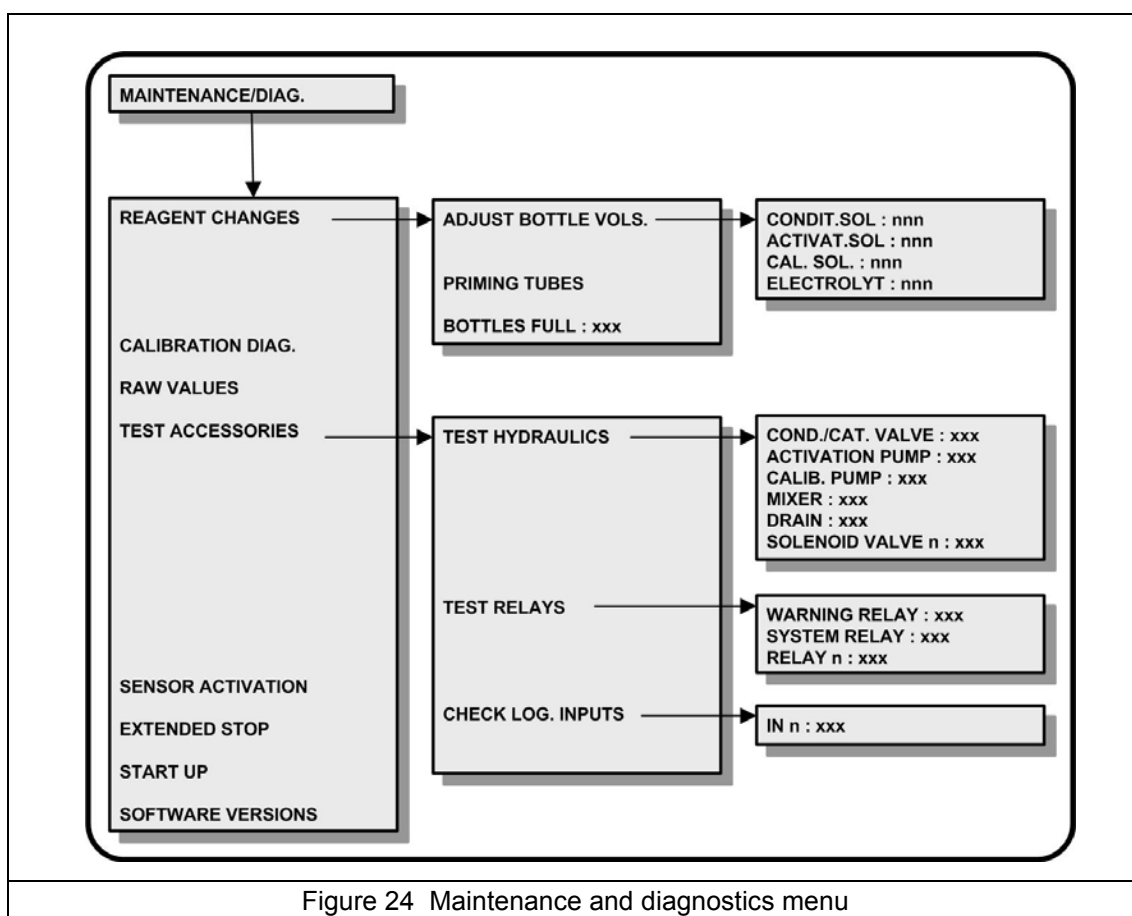 MAINTENANCE/DIAG.
REAGENT CHANGES
CALIBRATION DIAG.
RAW VALUES
TEST ACCESSORIES
SENSOR ACTIVATION
EXTENDED STOP
START UP
SOFTWARE VERSIONS
ADJUST BOTTLE VOLS.
PRIMING TUBES
BOTTLES FULL : xxx
CONDIT.SOL : nnn
ACTIVAT.SOL : nnn
CAL. SOL. : nnn
ELECTROLYT : nnn
TEST HYDRAULICS
TEST RELAYS
CHECK LOG. INPUTS
COND./CAT. VALVE : xxx
ACTIVATION PUMP : xxx
CALIB. PUMP : xxx
MIXER : xxx
DRAIN : xxx
SOLENOID VALVE n : xxx
WARNING RELAY : xxx
SYSTEM RELAY : xxx
RELAY n : xxx
IN n : xxx
Figure 24 Maintenance and diagnostics menu